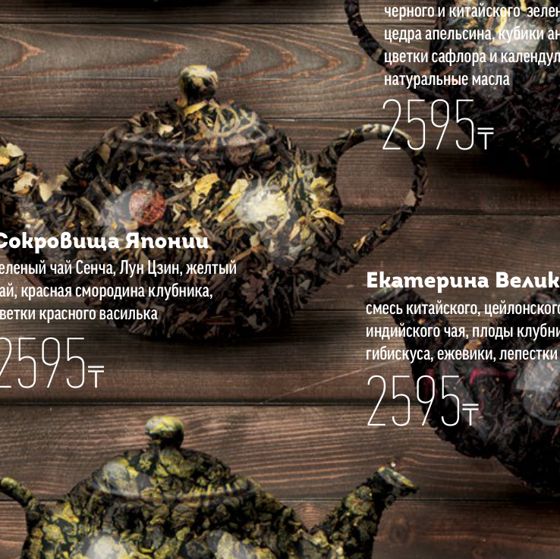 черного и китайского зелен
цедра апельсина, кубики ан
цветки сафлора и календул
натуральные масла
2595₸
Сокровища Японии
еленый чай Сенча, Лун Цзин, желтый
ай, красная смородина клубника,
ветки красного василька
2595₸
Екатерина Велик
смесь китайского, цейлонского
индийского чая, плоды клубни
гибискуса, ежевики, лепестки
2595₸